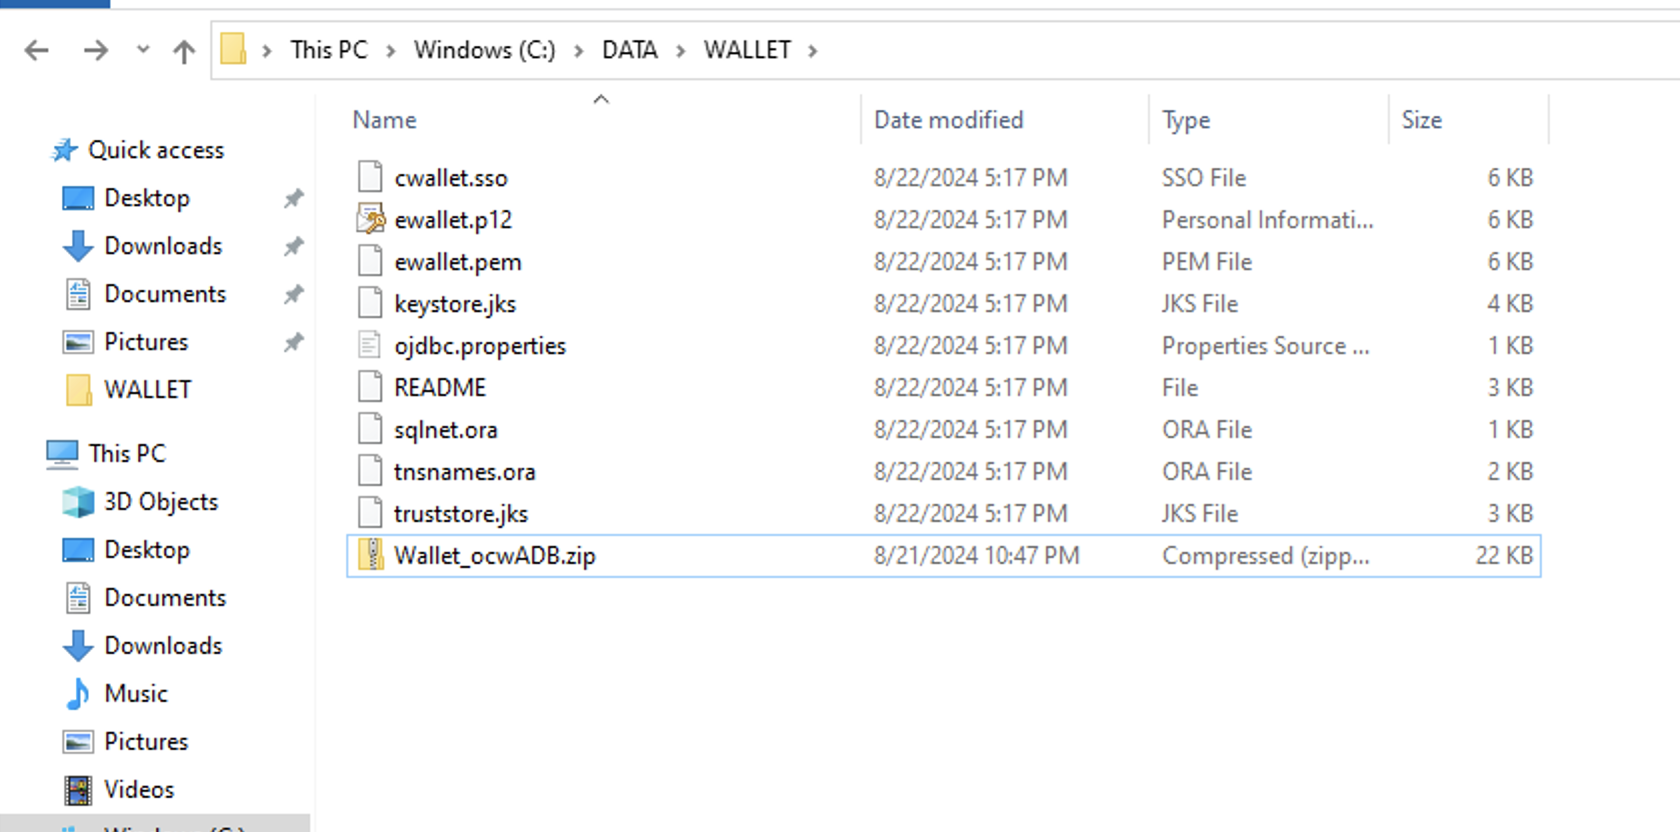 This PC > Windows (C:) > DATA > WALLET >
Name Date modified Type Size
Quick access
Desktop
Downloads
Documents
Pictures
WALLET
This PC
3D Objects
Desktop
Documents
Downloads
Music
Pictures
Videos
Windows (C:)
cwallet.sso 8/22/2024 5:17 PM SSO File 6 KB
ewallet.p12 8/22/2024 5:17 PM Personal Informati... 6 KB
ewallet.pem 8/22/2024 5:17 PM PEM File 6 KB
keystore.jks 8/22/2024 5:17 PM JKS File 4 KB
ojdbc.properties 8/22/2024 5:17 PM Properties Source ... 1 KB
README 8/22/2024 5:17 PM File 3 KB
sqlnet.ora 8/22/2024 5:17 PM ORA File 1 KB
tnsnames.ora 8/22/2024 5:17 PM ORA File 2 KB
truststore.jks 8/22/2024 5:17 PM JKS File 3 KB
Wallet_ocwADB.zip 8/21/2024 10:47 PM Compressed (zipp... 22 KB